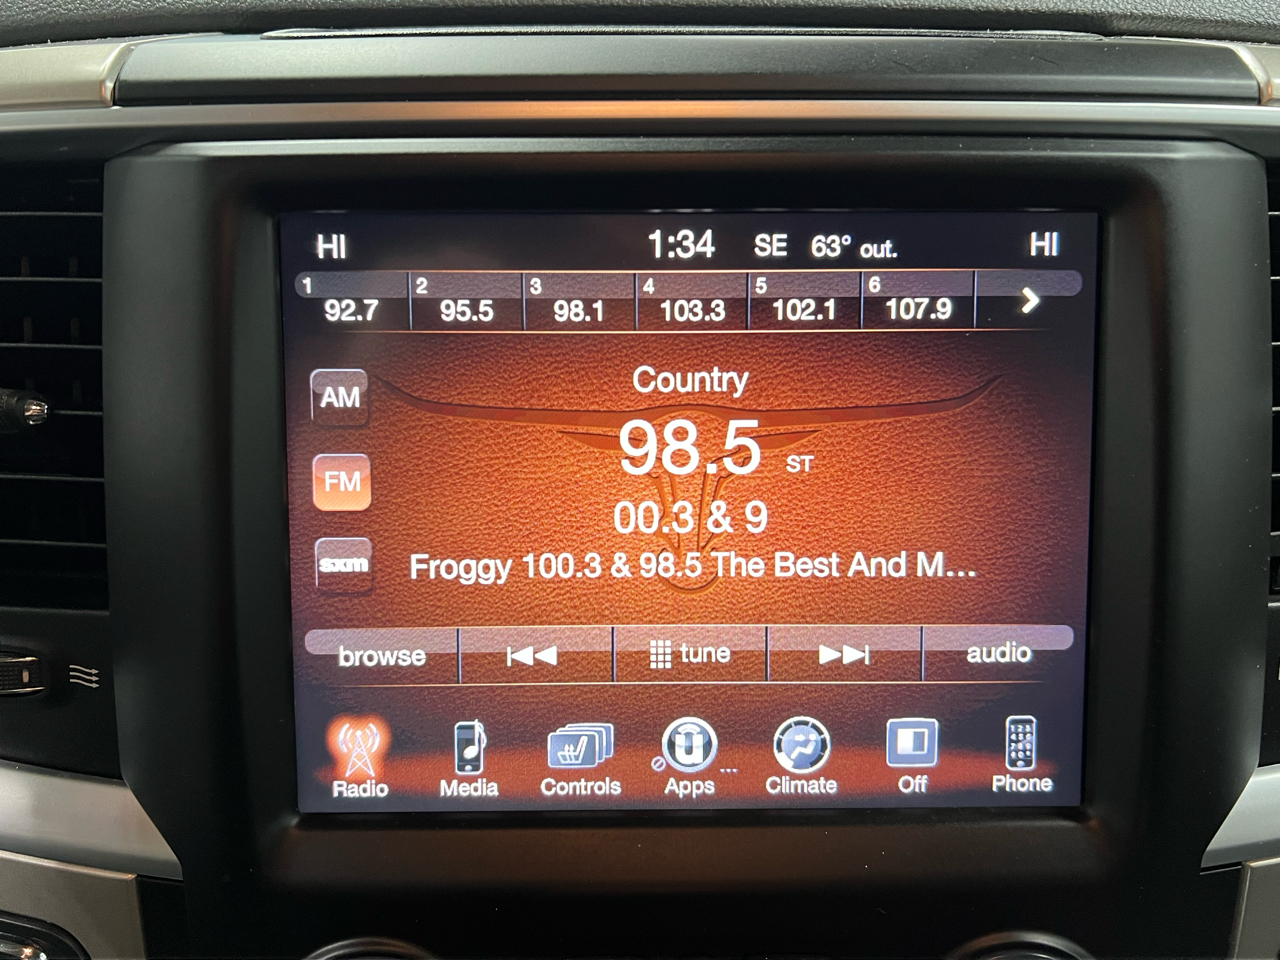 HI 1:34 SE 63° out. HI
1 2 3 4 5 6
92.7 95.5 98.1 103.3 102.1 107.9
Country
AM
98.5 ST
FM
00.3 & 9
sxm
Froggy 100.3 & 98.5 The Best And M...
browse tune audio
Radio Media Controls Apps Climate Off Phone